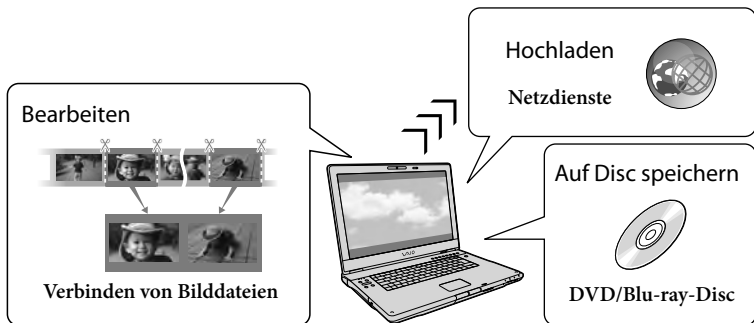 Hochladen
Netzdienste
Bearbeiten
Verbinden von Bilddateien
VAIO
Auf Disc speichern
DVD/Blu-ray-Disc